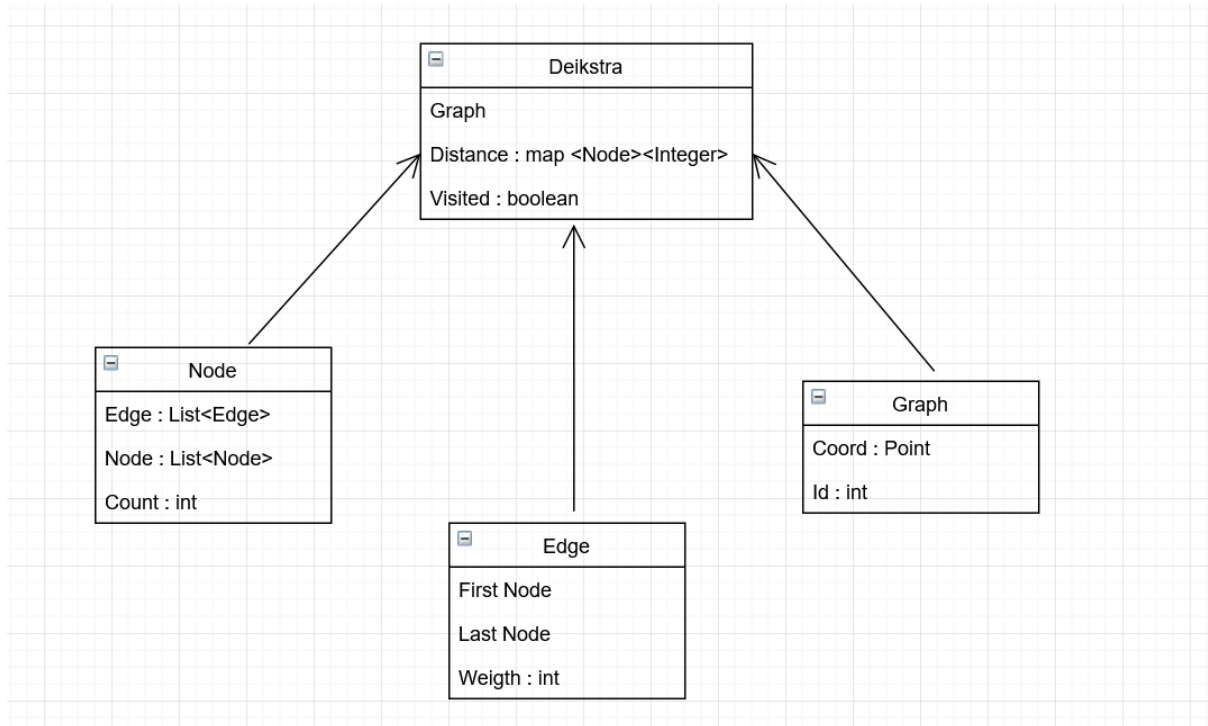 Deikstra
Graph
Distance : map <Node><Integer>
Visited : boolean
Node
Edge : List<Edge>
Node : List<Node>
Count : int
Edge
First Node
Last Node
Weigth : int
Graph
Coord : Point
Id : int